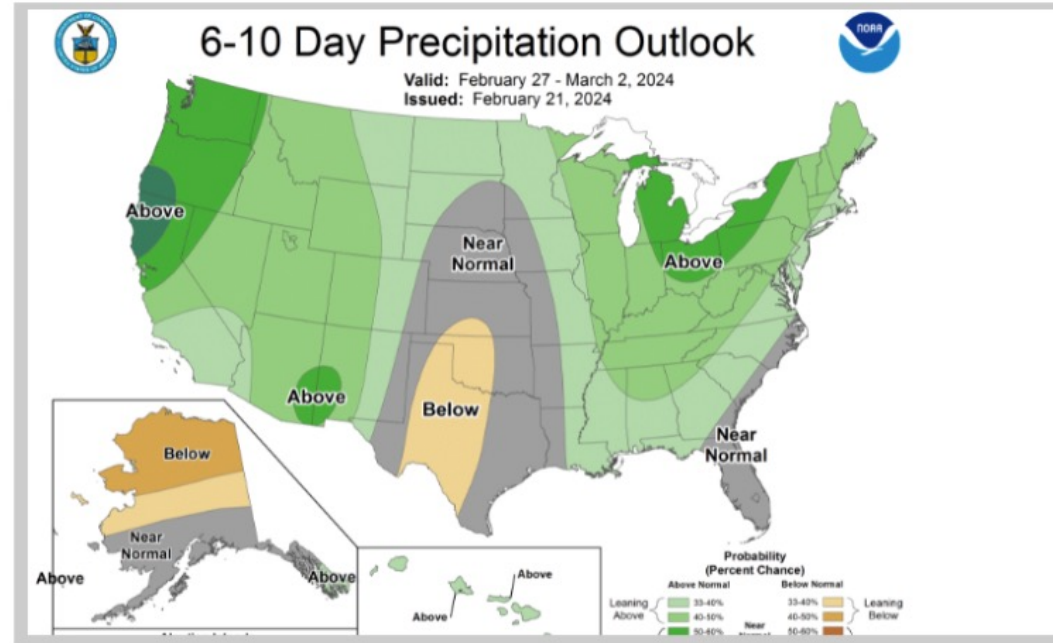 NOAA
6-10 Day Precipitation Outlook
Valid: February 27 - March 2, 2024
Issued: February 21, 2024
Above
Near
Normal
Above
Above
Below
Near
Normal
Below
Near
Normal
Above
Above
Above
Above
Probability
(Percent Chance)
Above Normal
Below Normal
Leaning
Above
33-40%
40-50%
50-60%
Near
33-40%
40-50%
50-60%
Leaning
Below